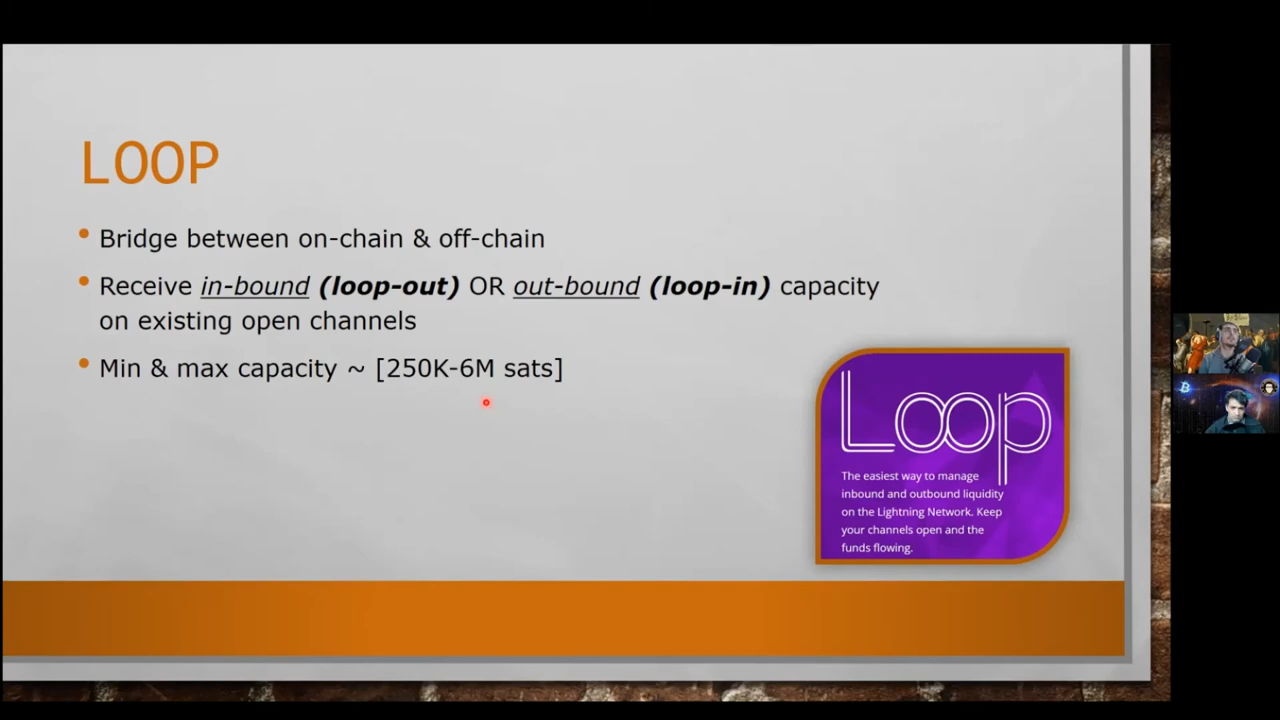 LOOP
• Bridge between on-chain & off-chain
• Receive in-bound (loop-out) OR out-bound (loop-in) capacity
on existing open channels
• Min & max capacity ~ [250K-6M sats]
Loop
The easiest way to manage
inbound and outbound liquidity
on the Lightning Network. Keep
your channels open and the
funds flowing.